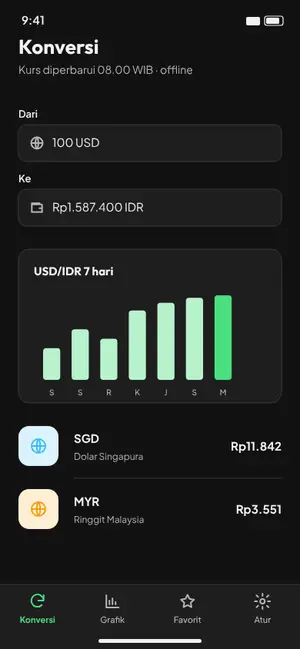 9:41
Konversi
Kurs diperbarui 08.00 WIB · offline
Dari
100 USD
Ke
Rp1.587.400 IDR
USD/IDR 7 hari
S S R K J S M
SGD
Dolar Singapura
Rp11.842
MYR
Ringgit Malaysia
Rp3.551
Konversi Grafik Favorit Atur